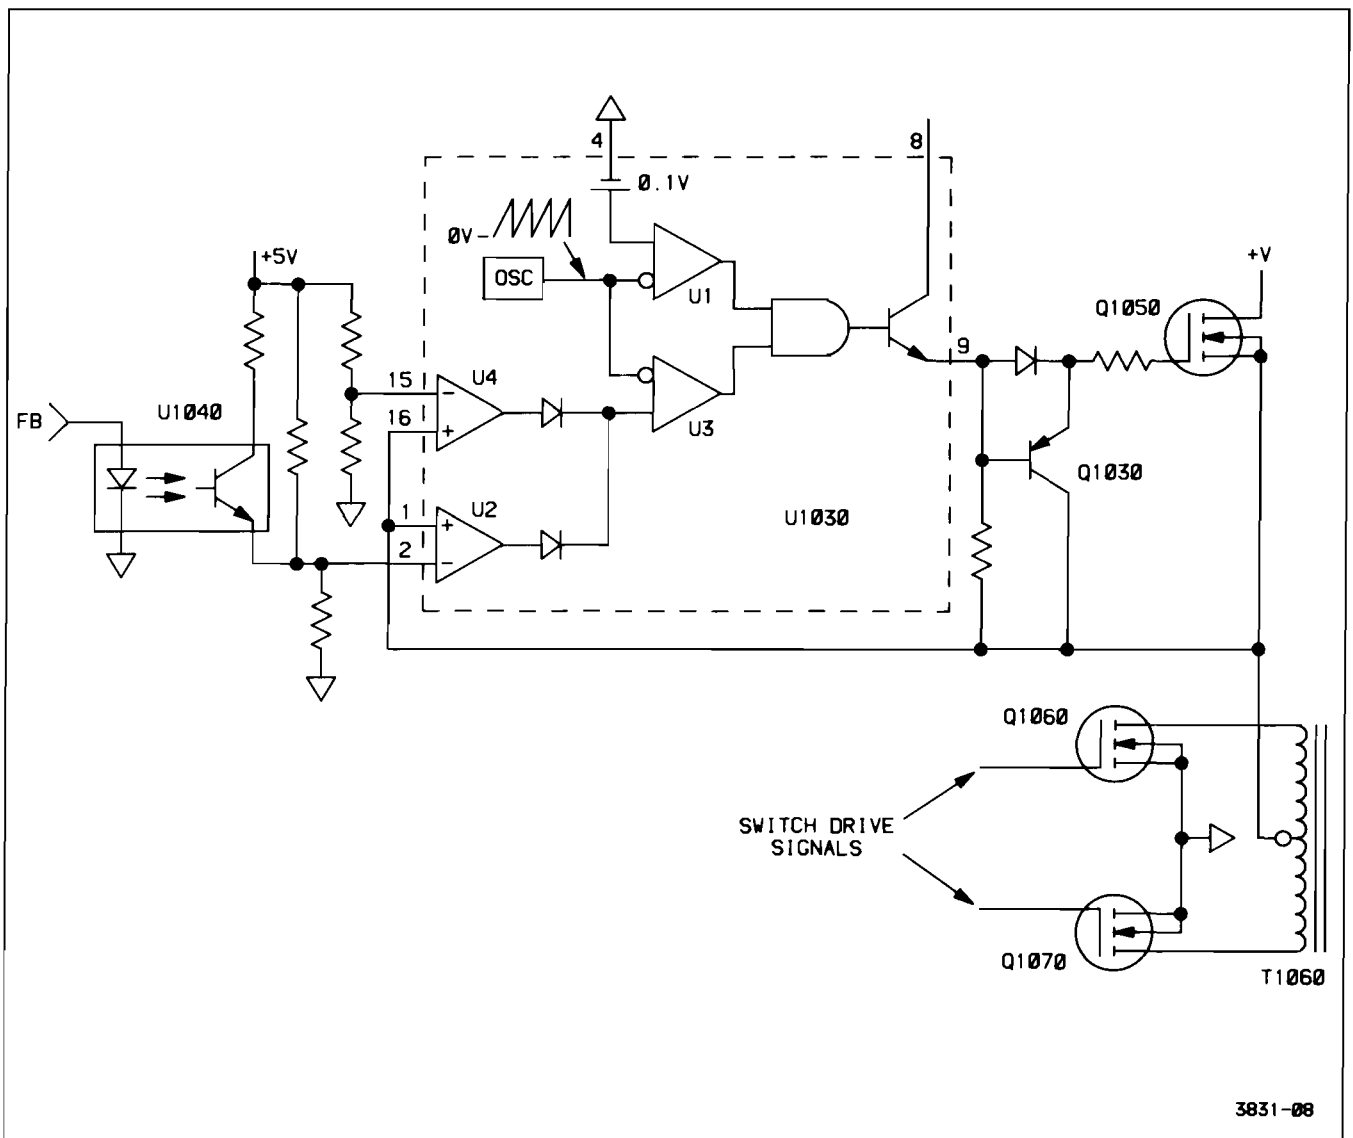 4
8
0.1V
0V-
+5V
OSC
U1
+V
Q1050
9
15
U4
16
U3
FB
U1040
Q1030
1
U2
2
U1030
Q1060
SWITCH DRIVE
SIGNALS
Q1070
T1060
3831-08